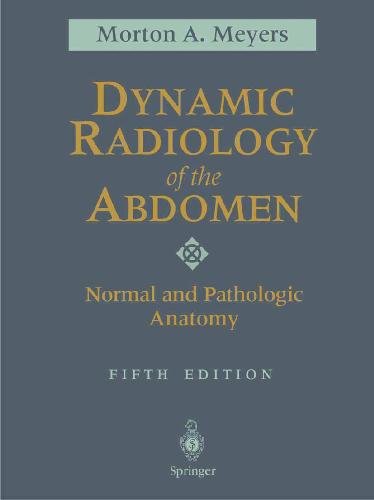 Morton A. Meyers
DYNAMIC
RADIOLOGY
of the
ABDOMEN
Normal and Pathologic
Anatomy
FIFTH EDITION
Springer